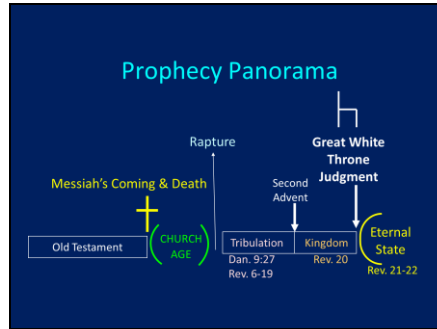 Prophecy Panorama
Rapture
Great White
Throne
Judgment
Messiah's Coming & Death
Second
Advent
Old Testament
CHURCH
AGE
Tribulation
Kingdom
Eternal
State
Dan. 9:27
Rev. 6-19
Rev. 20
Rev. 21-22